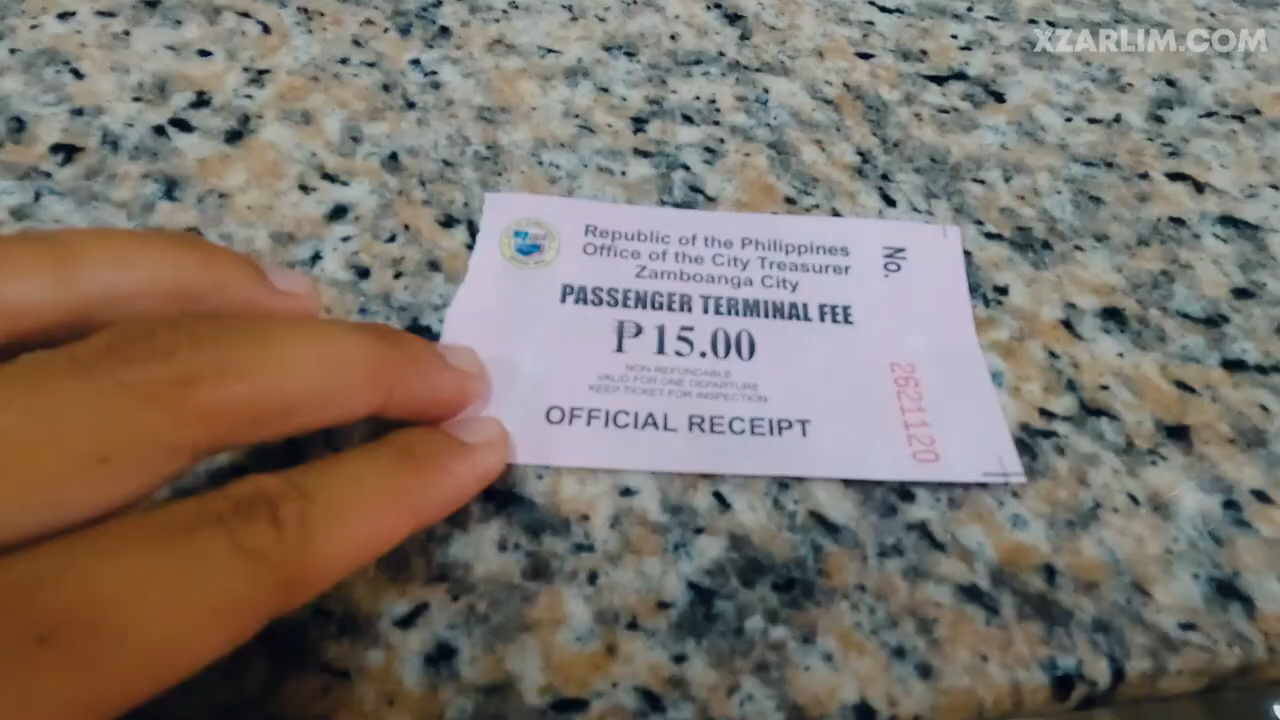 XZARLIM.COM
Republic of the Philippines
Office of the City Treasurer
Zamboanga City
PASSENGER TERMINAL FEE
₱15.00
NON-REFUNDABLE
VALID FOR ONE DEPARTURE
KEEP TICKET FOR INSPECTION
OFFICIAL RECEIPT
No.
2621120